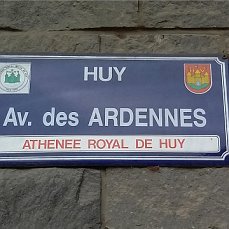 HUY
Av. des ARDENNES
ATHENEE ROYAL DE HUY